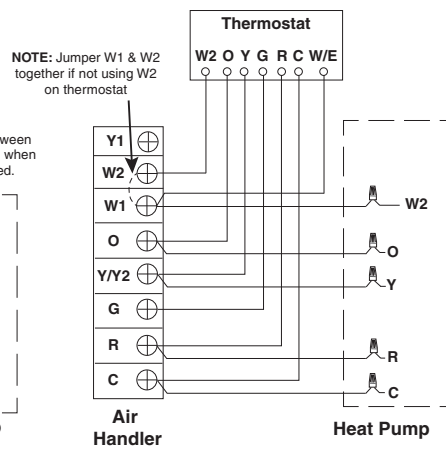 Thermostat
W2 O Y G R C W/E
NOTE: Jumper W1 & W2
together if not using W2
on thermostat
when
Y1
W2
W1
O
Y/Y2
G
R
C
W2
O
Y
R
C
Air
Handler
Heat Pump